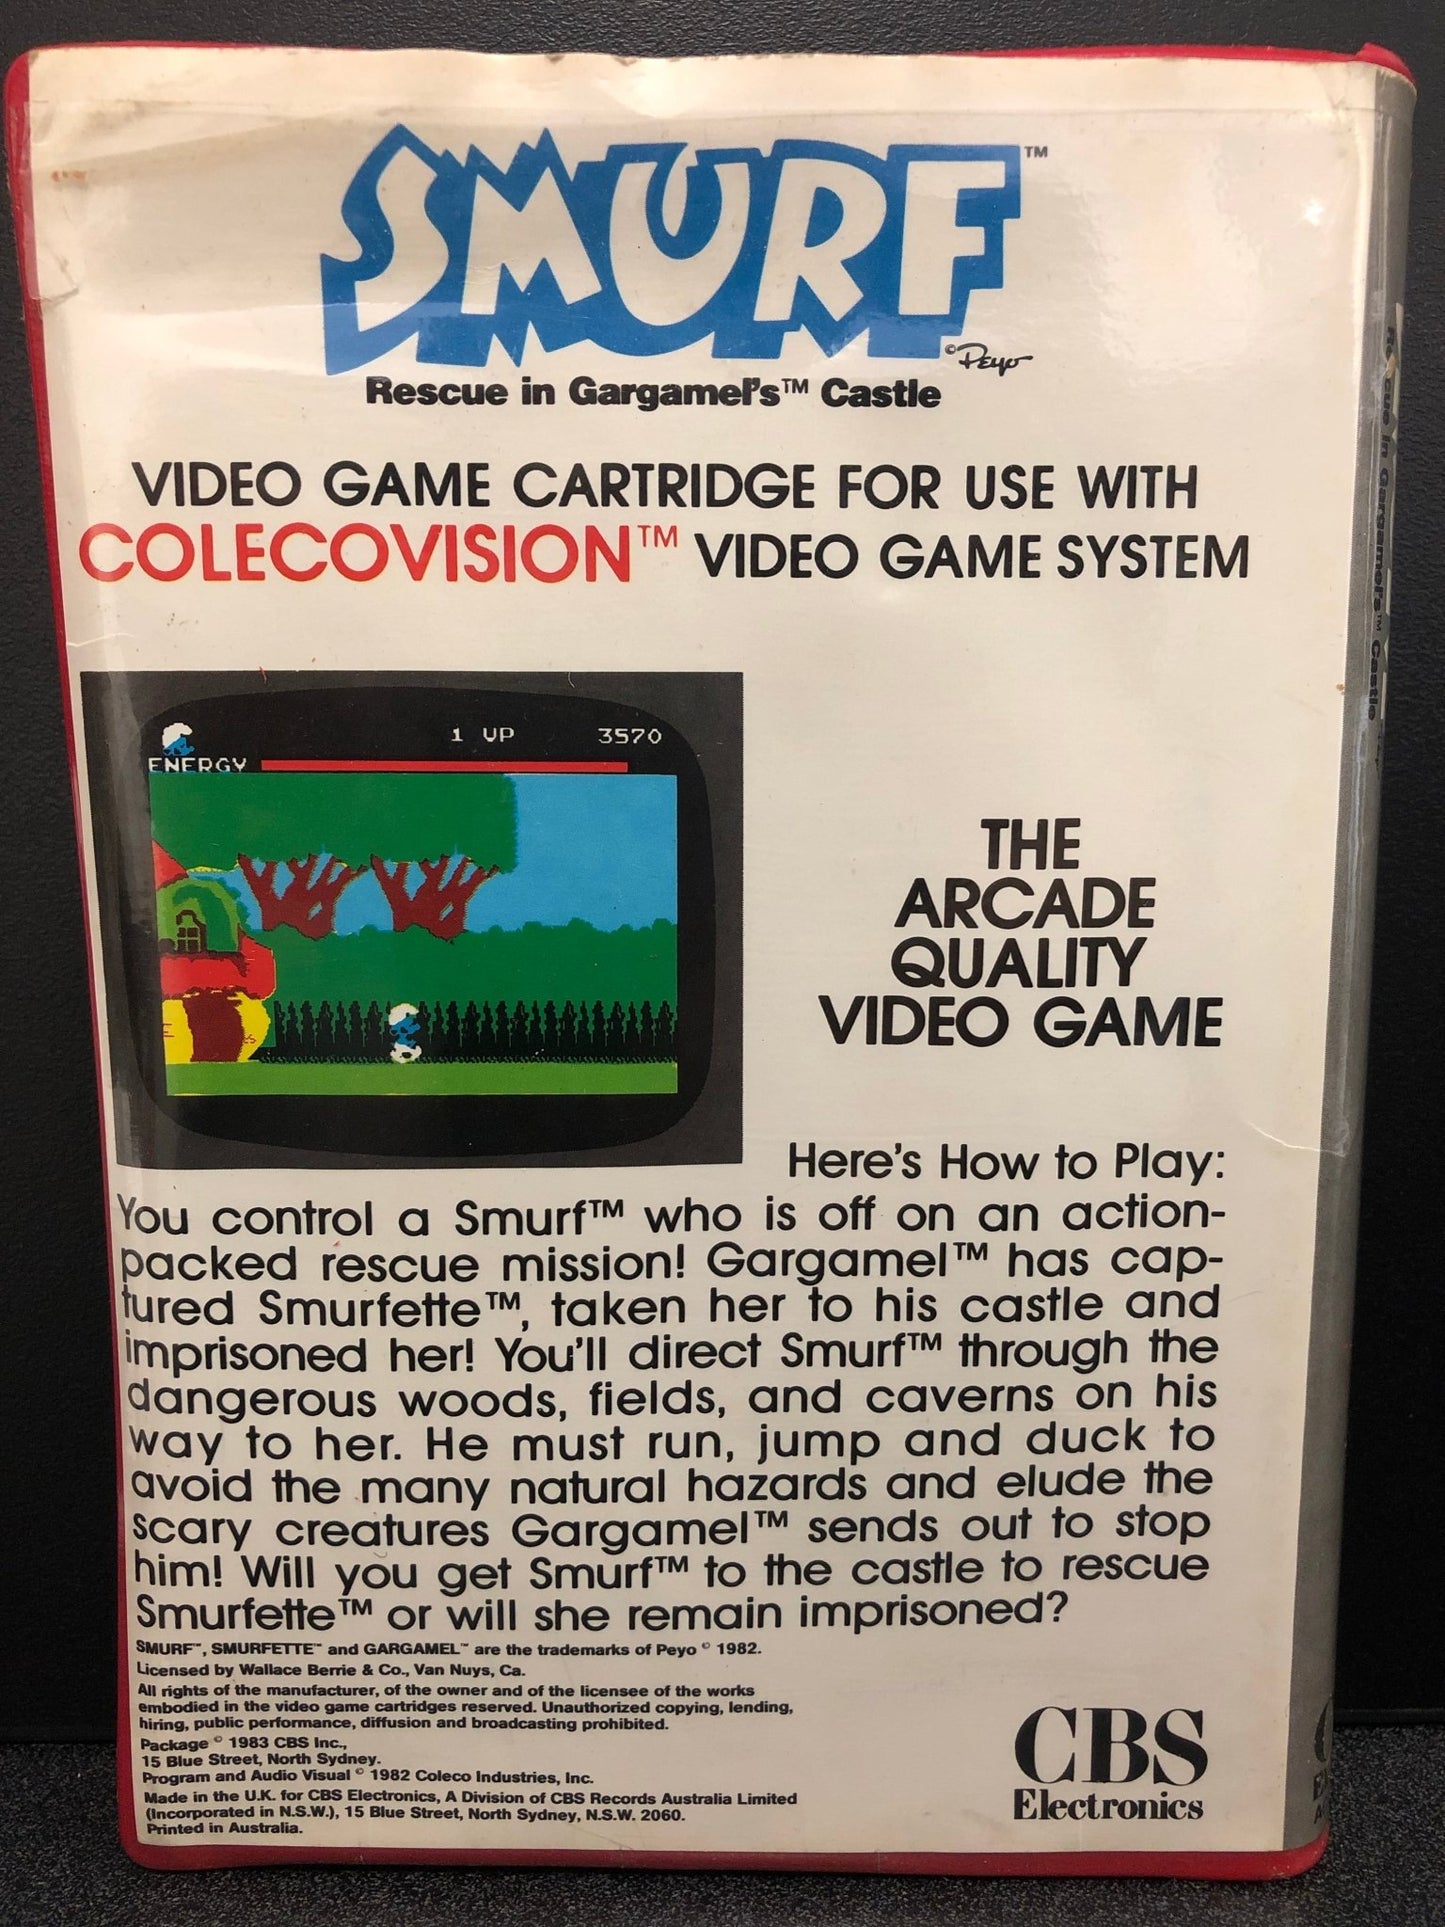 SMURF™
© Peyo
Rescue in Gargamel's™ Castle
VIDEO GAME CARTRIDGE FOR USE WITH
COLECOVISION™ VIDEO GAME SYSTEM
1 UP 3570
ENERGY
THE
ARCADE
QUALITY
VIDEO GAME
Here's How to Play:
You control a Smurf™ who is off on an action-
packed rescue mission! Gargamel™ has cap-
tured Smurfette™, taken her to his castle and
imprisoned her! You'll direct Smurf™ through the
dangerous woods, fields, and caverns on his
way to her. He must run, jump and duck to
avoid the many natural hazards and elude the
scary creatures Gargamel™ sends out to stop
him! Will you get Smurf™ to the castle to rescue
Smurfette™ or will she remain imprisoned?
SMURF™, SMURFETTE™ and GARGAMEL™ are the trademarks of Peyo © 1982.
Licensed by Wallace Berrie & Co., Van Nuys, Ca.
All rights of the manufacturer, of the owner and of the licensee of the works
embodied in the video game cartridges reserved. Unauthorized copying, lending,
hiring, public performance, diffusion and broadcasting prohibited.
Package © 1983 CBS Inc.,
15 Blue Street, North Sydney.
Program and Audio Visual © 1982 Coleco Industries, Inc.
Made in the U.K. for CBS Electronics, A Division of CBS Records Australia Limited
(Incorporated in N.S.W.), 15 Blue Street, North Sydney, N.S.W. 2060.
Printed in Australia.
CBS
Electronics
in Gargamel's™ Castle